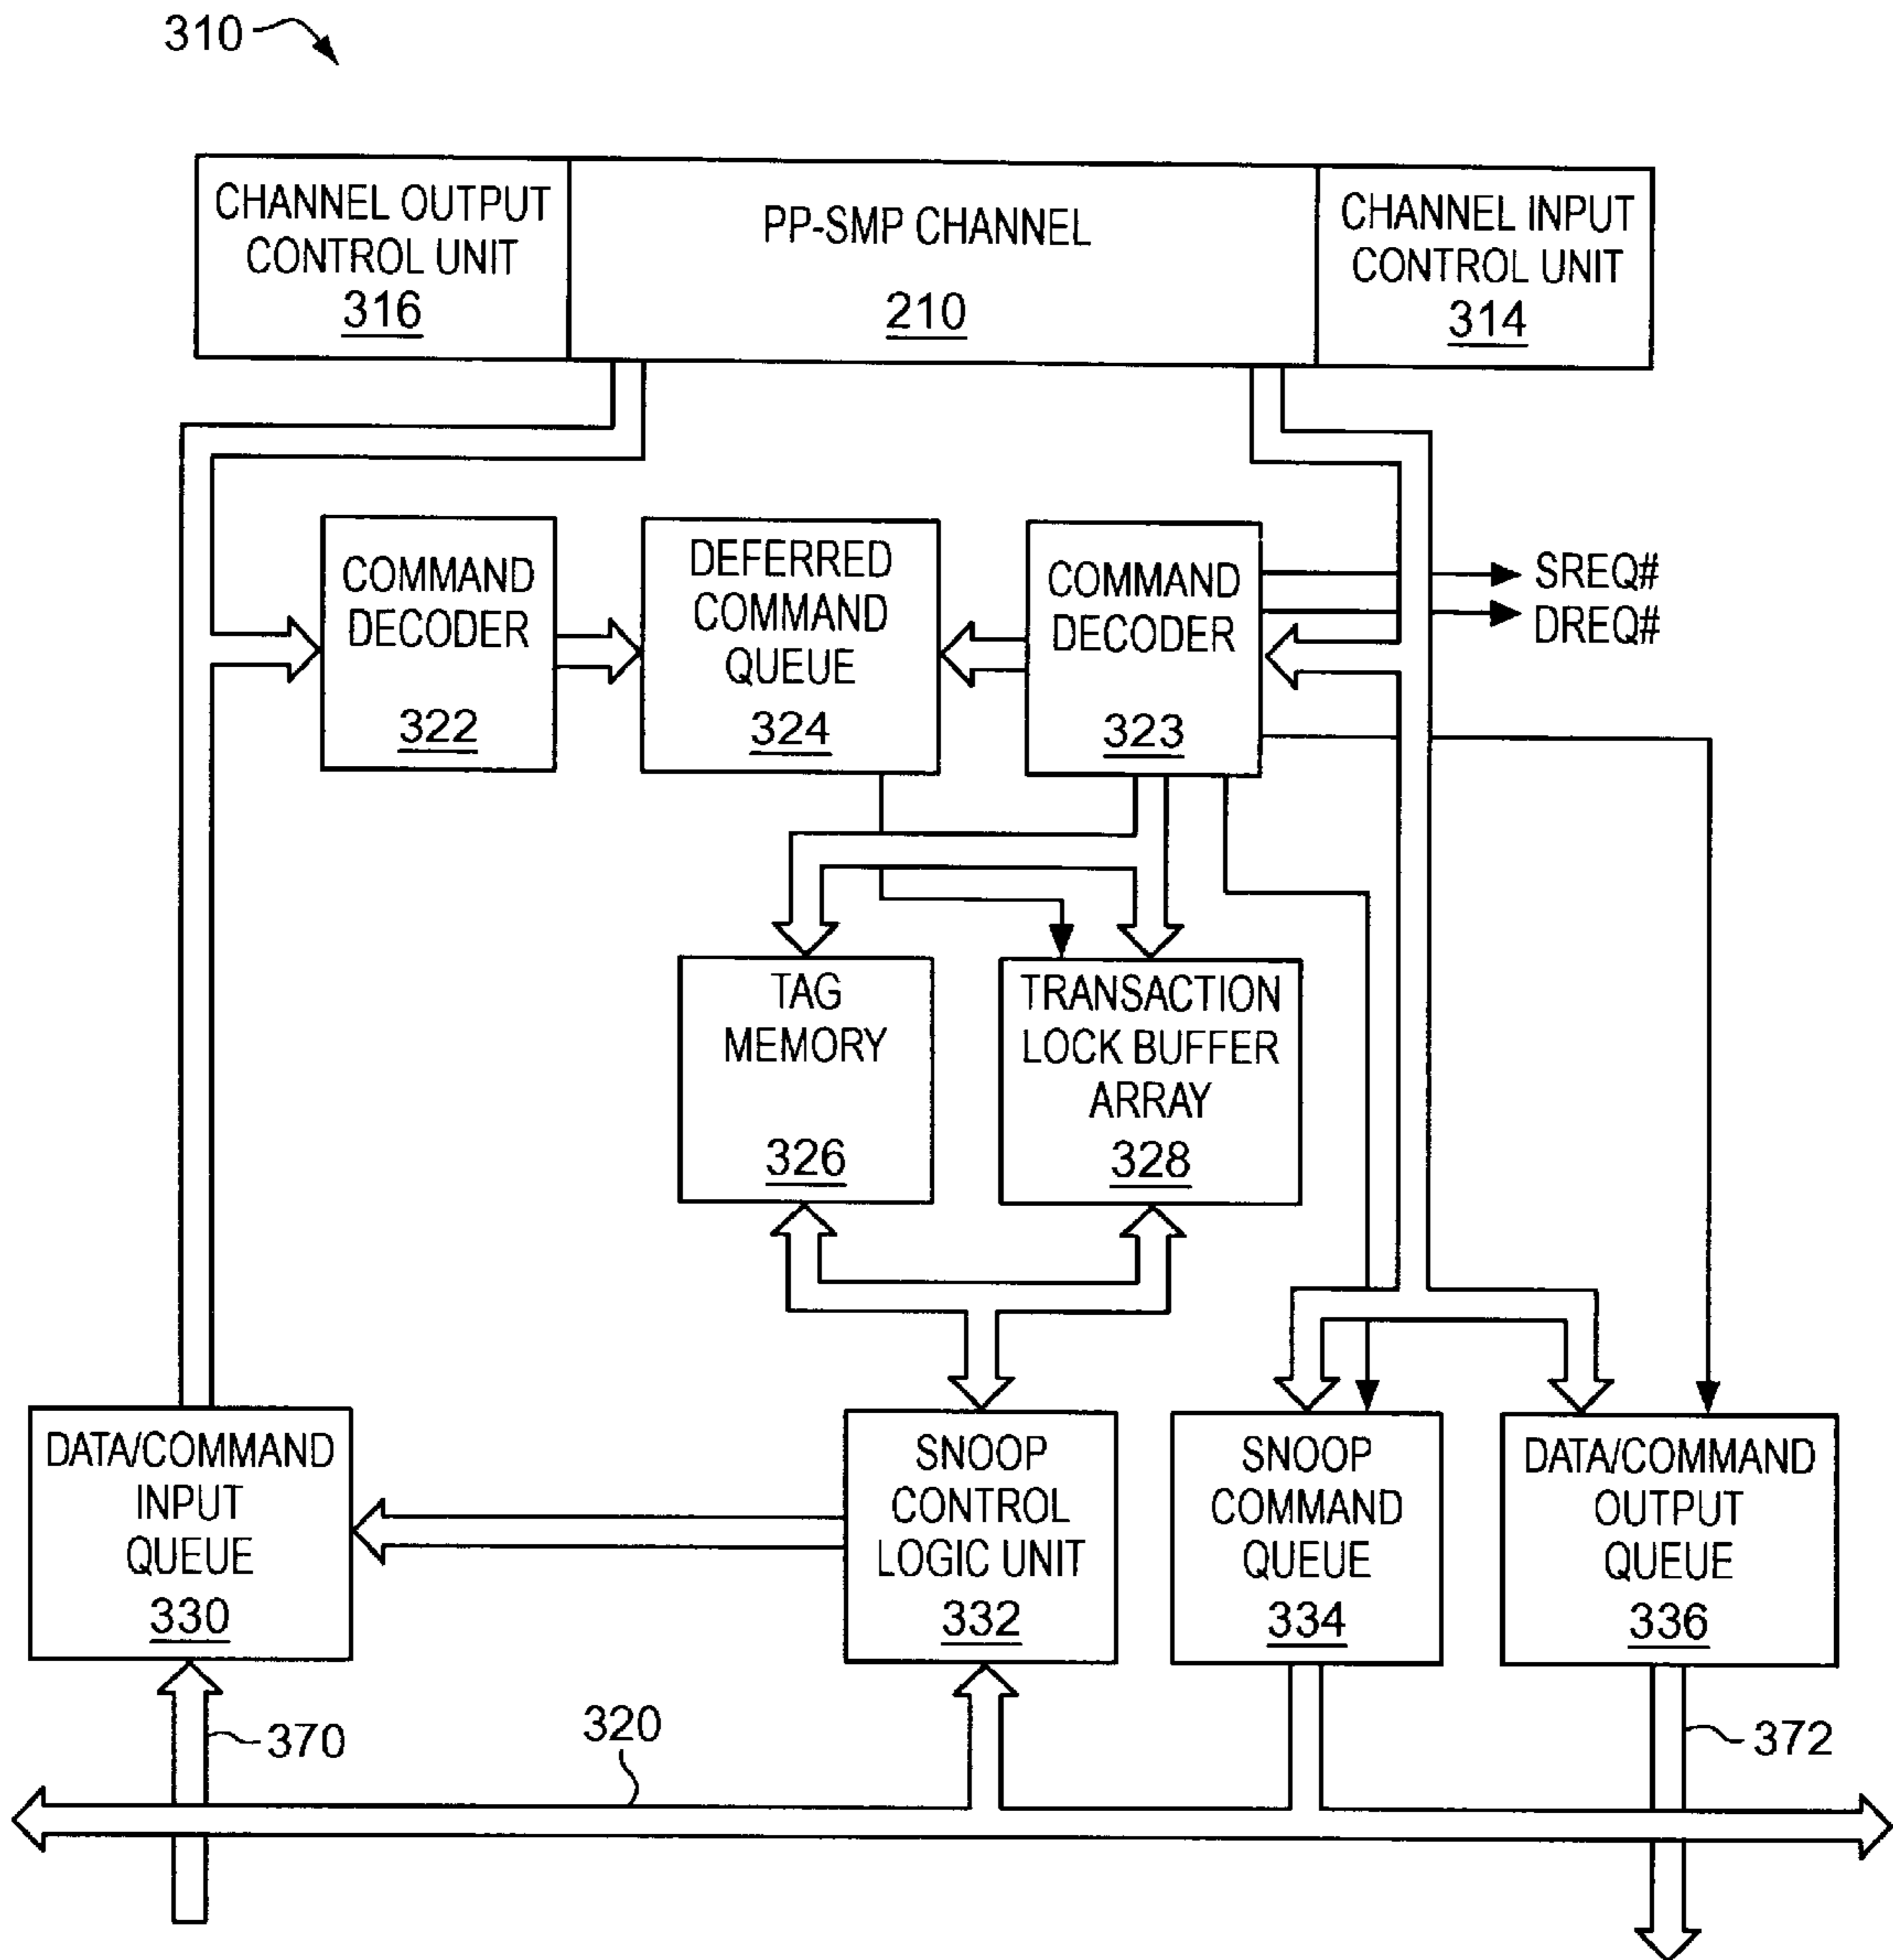 310
CHANNEL OUTPUT
CONTROL UNIT
316
PP-SMP CHANNEL
210
CHANNEL INPUT
CONTROL UNIT
314
COMMAND
DECODER
322
DEFERRED
COMMAND
QUEUE
324
COMMAND
DECODER
323
SREQ#
DREQ#
TAG
MEMORY
326
TRANSACTION
LOCK BUFFER
ARRAY
328
DATA/COMMAND
INPUT
QUEUE
330
SNOOP
CONTROL
LOGIC UNIT
332
SNOOP
COMMAND
QUEUE
334
DATA/COMMAND
OUTPUT
QUEUE
336
370
320
372